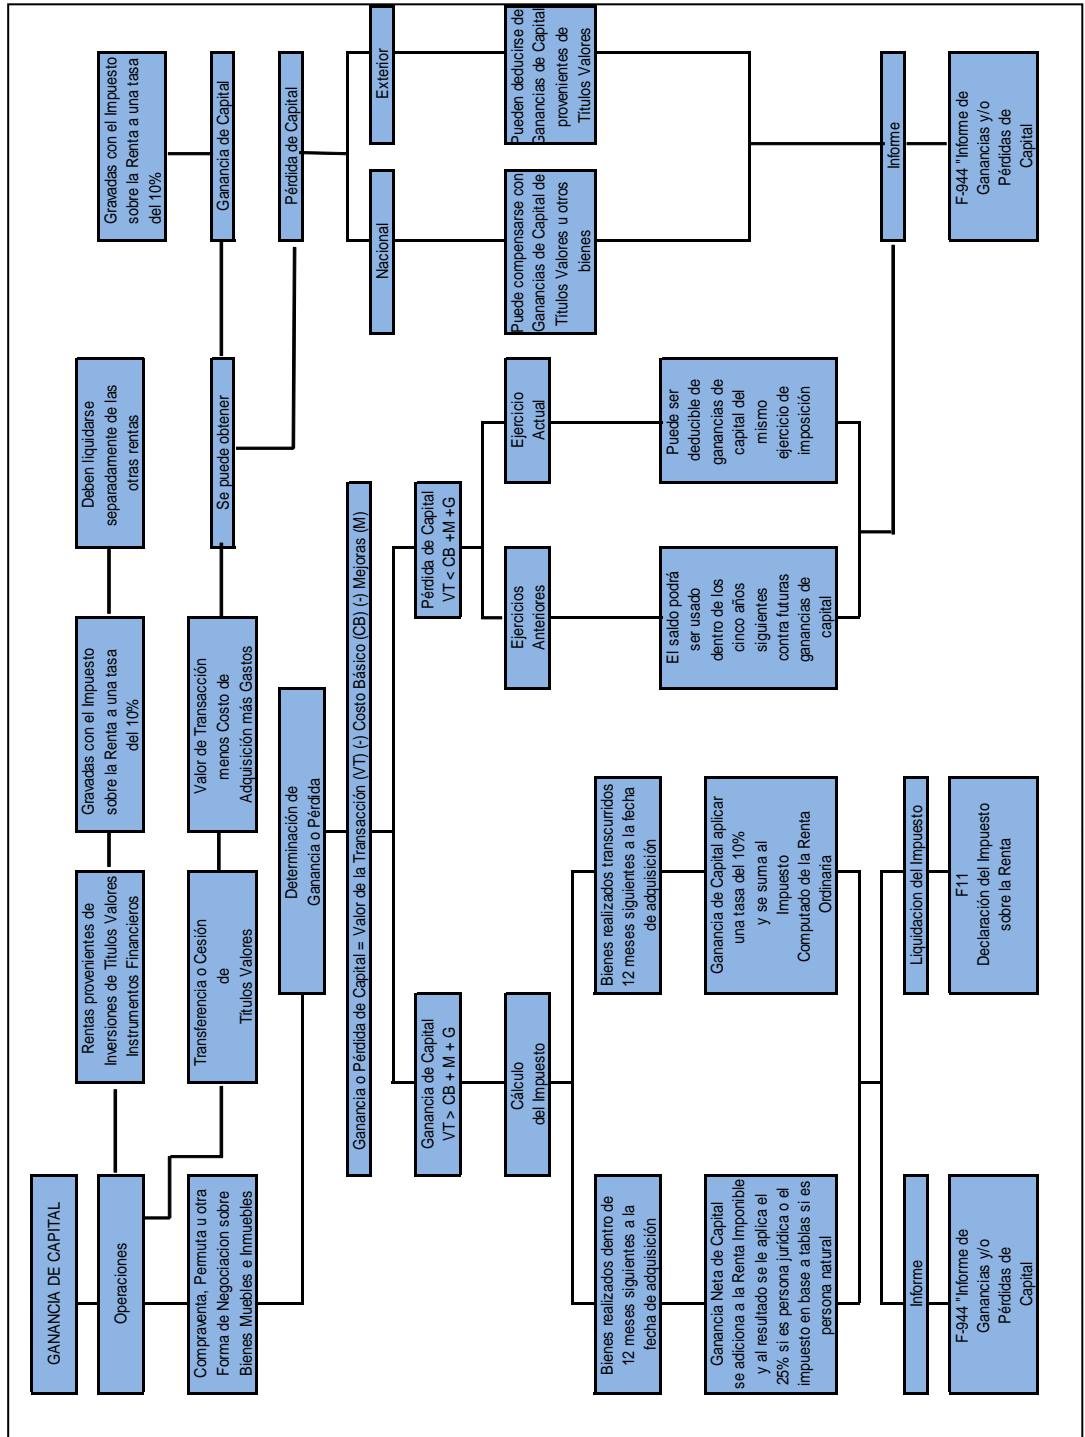 GANANCIA DE CAPITAL
Operaciones
Rentas provenientes de
Inversiones de Titulos Valores
Instrumentos Financieros
Gravadas con el Impuesto
sobre la Renta a una tasa
del 10%
Deben liquidarse
separadamente de las
otras rentas
Transferencia o Cesión
de
Títulos Valores
Valor de Transacción
menos Costo de
Adquisición más Gastos
Se puede obtener
Ganancia de Capital
Gravadas con el Impuesto
sobre la Renta a una tasa
del 10%
Pérdida de Capital
Nacional
Puede compensarse con
Ganancias de Capital de
Títulos Valores u otros
bienes
Exterior
Pueden deducirse de
Ganancias de Capital
provenientes de
Títulos Valores
Informe
F-944 "Informe de
Ganancias y/o
Pérdidas de
Capital
Compraventa, Permuta u otra
Forma de Negociacion sobre
Bienes Muebles e Inmuebles
Determinación de
Ganancia o Pérdida
Ganancia o Pérdida de Capital = Valor de la Transacción (VT) (-) Costo Básico (CB) (-) Mejoras (M)
Ganancia de Capital
VT > CB + M + G
Cálculo
del Impuesto
Bienes realizados dentro de
12 meses siguientes a la
fecha de adquisición
Ganancia Neta de Capital
se adiciona a la Renta Imponible
y al resultado se le aplica el
25% si es persona jurídica o el
impuesto en base a tablas si es
persona natural
Bienes realizados transcurridos
12 meses siguientes a la fecha
de adquisición
Ganancia de Capital aplicar
una tasa del 10%
y se suma al
Impuesto
Computado de la Renta
Ordinaria
Informe
F-944 "Informe de
Ganancias y/o
Pérdidas de
Capital
Liquidacion del Impuesto
F11
Declaración del Impuesto
sobre la Renta
Pérdida de Capital
VT < CB +M +G
Ejercicios
Anteriores
El saldo podrá
ser usado
dentro de los
cinco años
siguientes
contra futuras
ganancias de
capital
Ejercicio
Actual
Puede ser
deducible de
ganancias de
capital del
mismo
ejercicio de
imposición